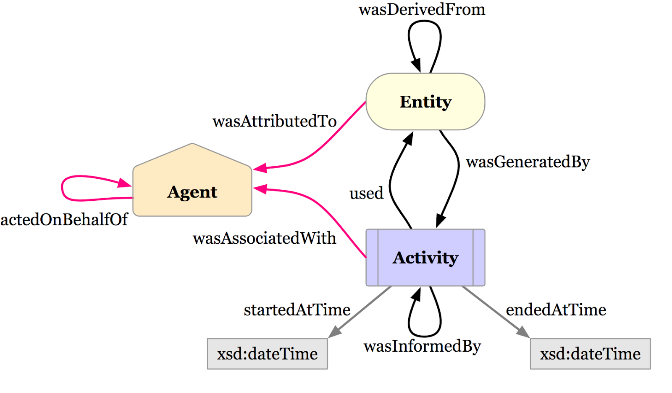 wasDerivedFrom
Entity
wasAttributedTo
wasGeneratedBy
used
Agent
actedOnBehalfOf
wasAssociatedWith
Activity
startedAtTime
endedAtTime
wasInformedBy
xsd:dateTime
xsd:dateTime